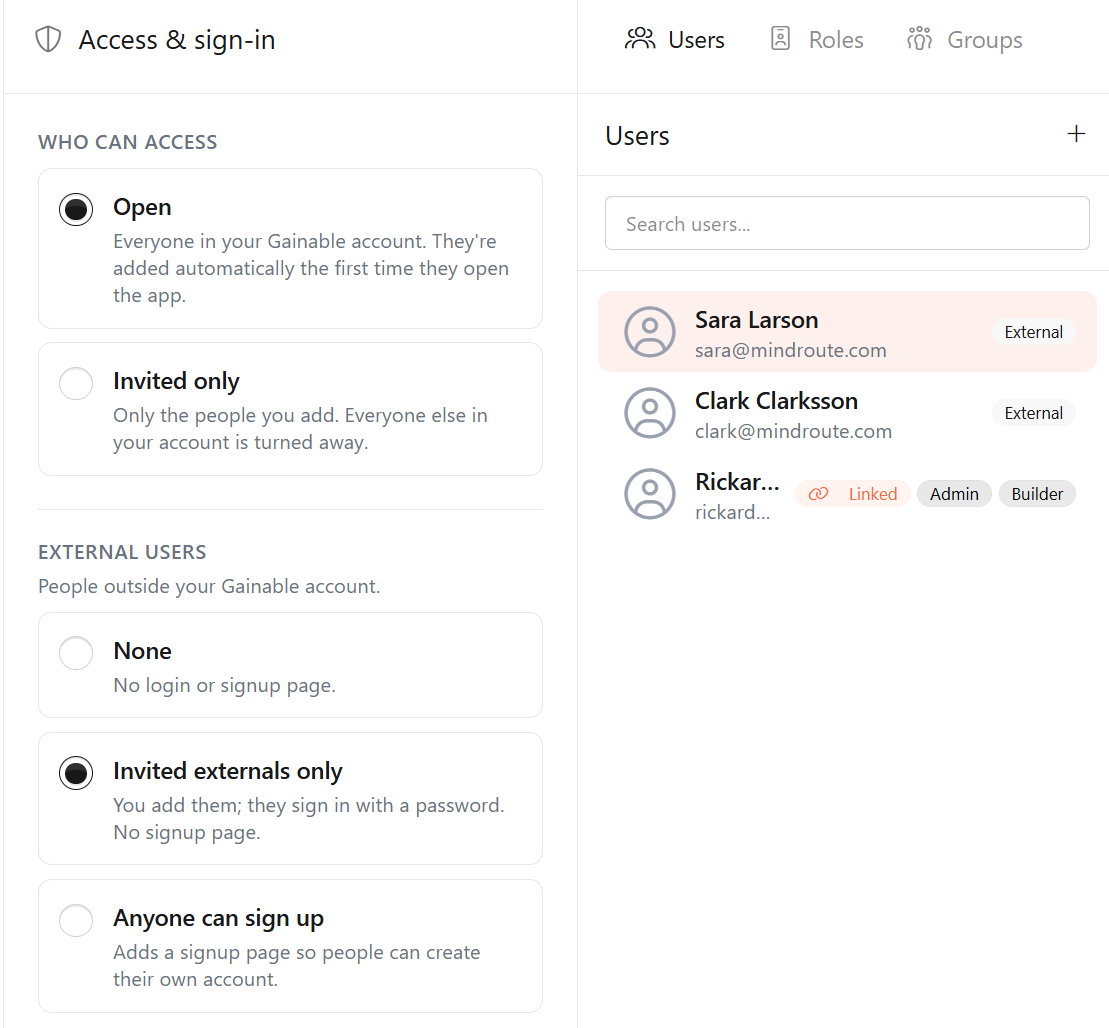 Access & sign-in
WHO CAN ACCESS
Open
Everyone in your Gainable account. They're
added automatically the first time they open
the app.
Invited only
Only the people you add. Everyone else in
your account is turned away.
EXTERNAL USERS
People outside your Gainable account.
None
No login or signup page.
Invited externals only
You add them; they sign in with a password.
No signup page.
Anyone can sign up
Adds a signup page so people can create
their own account.
Users Roles Groups
Users +
Search users...
Sara Larson
sara@mindroute.com
External
Clark Clarksson
clark@mindroute.com
External
Rickar...
rickard...
Linked Admin Builder